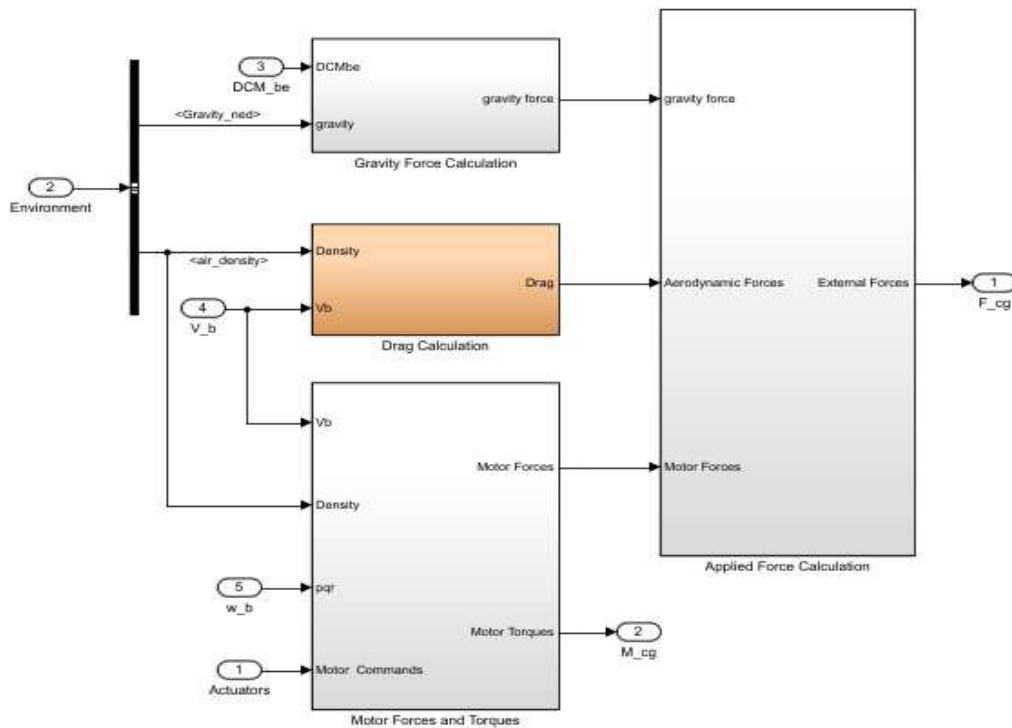 3
DCM_be
DCMbe
gravity force
<Gravity_ned>
gravity
Gravity Force Calculation
gravity force
2
Environment
<air_density>
Density
4
V_b
Vb
Drag
Drag Calculation
Aerodynamic Forces
External Forces
1
F_cg
Vb
Motor Forces
Motor Forces
Density
5
w_b
pqr
Applied Force Calculation
Motor Torques
2
M_cg
1
Actuators
Motor Commands
Motor Forces and Torques